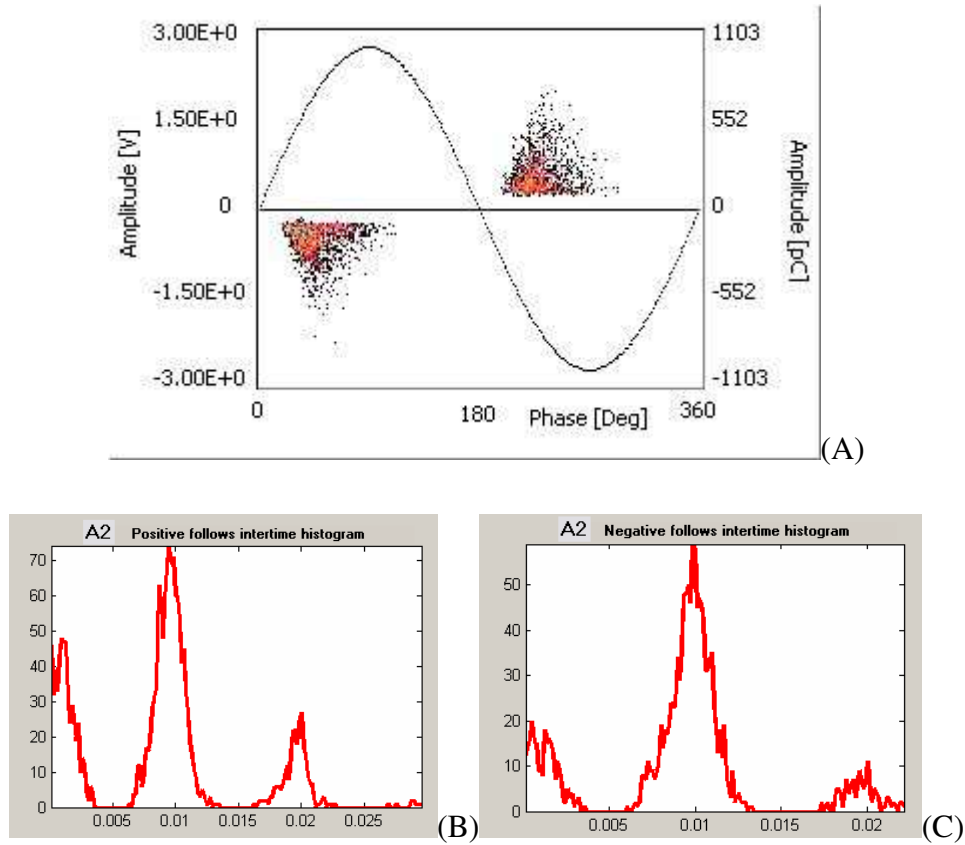 3.00E+0
1.50E+0
0
-1.50E+0
-3.00E+0
Amplitude [V]
1103
552
0
-552
-1103
Amplitude [pC]
0 180 Phase [Deg] 360
(A)
A2 Positive follows intertime histogram
70
60
50
40
30
20
10
0
0.005 0.01 0.015 0.02 0.025
(B)
A2 Negative follows intertime histogram
50
40
30
20
10
0
0.005 0.01 0.015 0.02
(C)